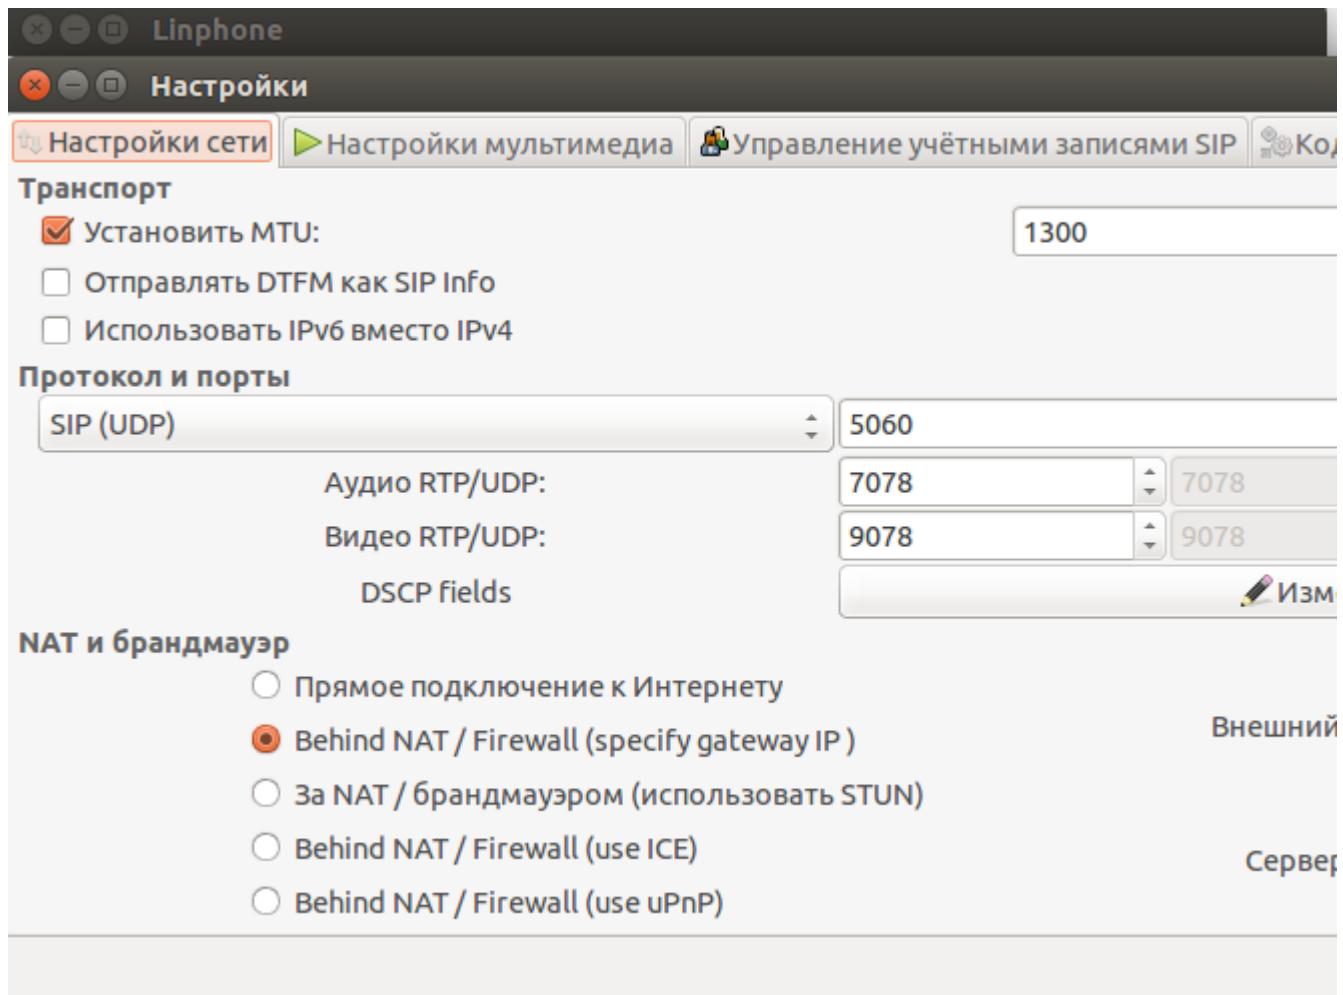 Linphone
Настройки
Настройки сети Настройки мультимедиа Управление учётными записями SIP Код
Транспорт
Установить MTU: 1300
Отправлять DTFM как SIP Info
Использовать IPv6 вместо IPv4
Протокол и порты
SIP (UDP) 5060
Аудио RTP/UDP: 7078 7078
Видео RTP/UDP: 9078 9078
DSCP fields Изм
NAT и брандмауэр
Прямое подключение к Интернету
Behind NAT / Firewall (specify gateway IP ) Внешний
За NAT / брандмауэром (использовать STUN)
Behind NAT / Firewall (use ICE) Сервер
Behind NAT / Firewall (use uPnP)